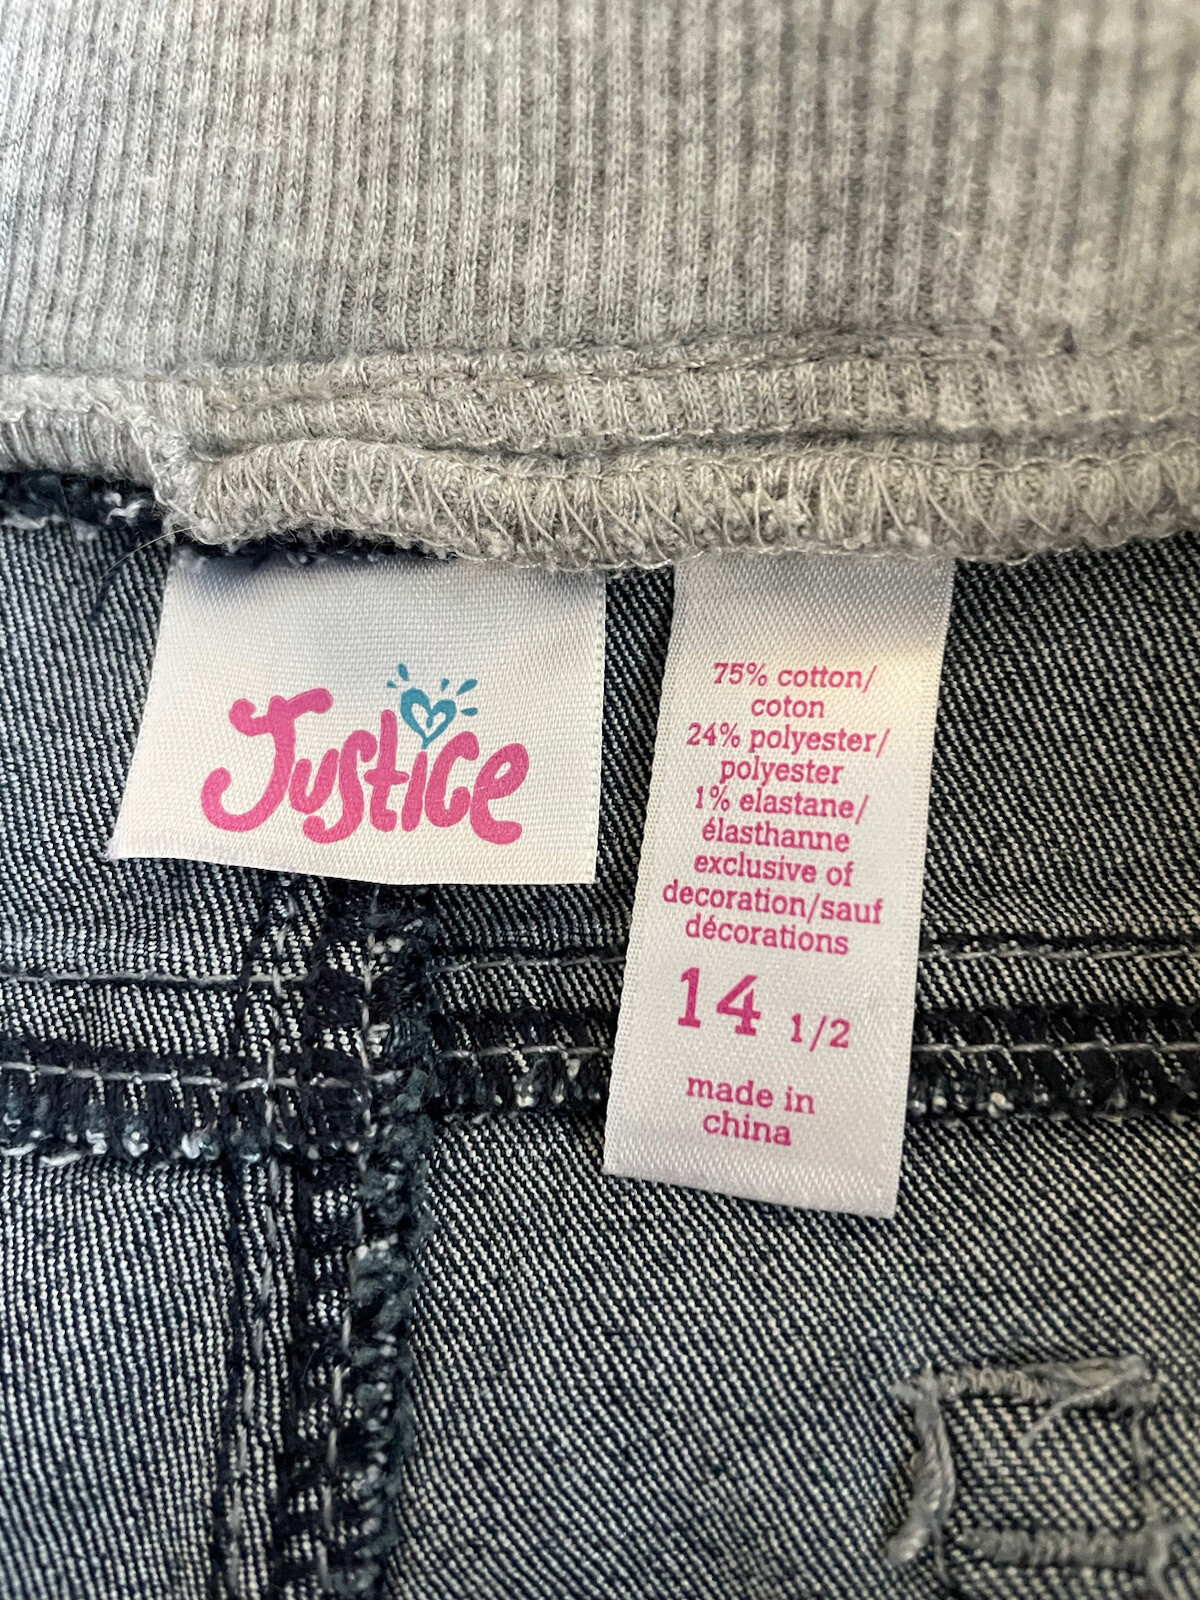 Justice
75% cotton/
coton
24% polyester/
polyester
1% elastane/
élasthanne
exclusive of
decoration/sauf
décorations
14 1/2
made in
china